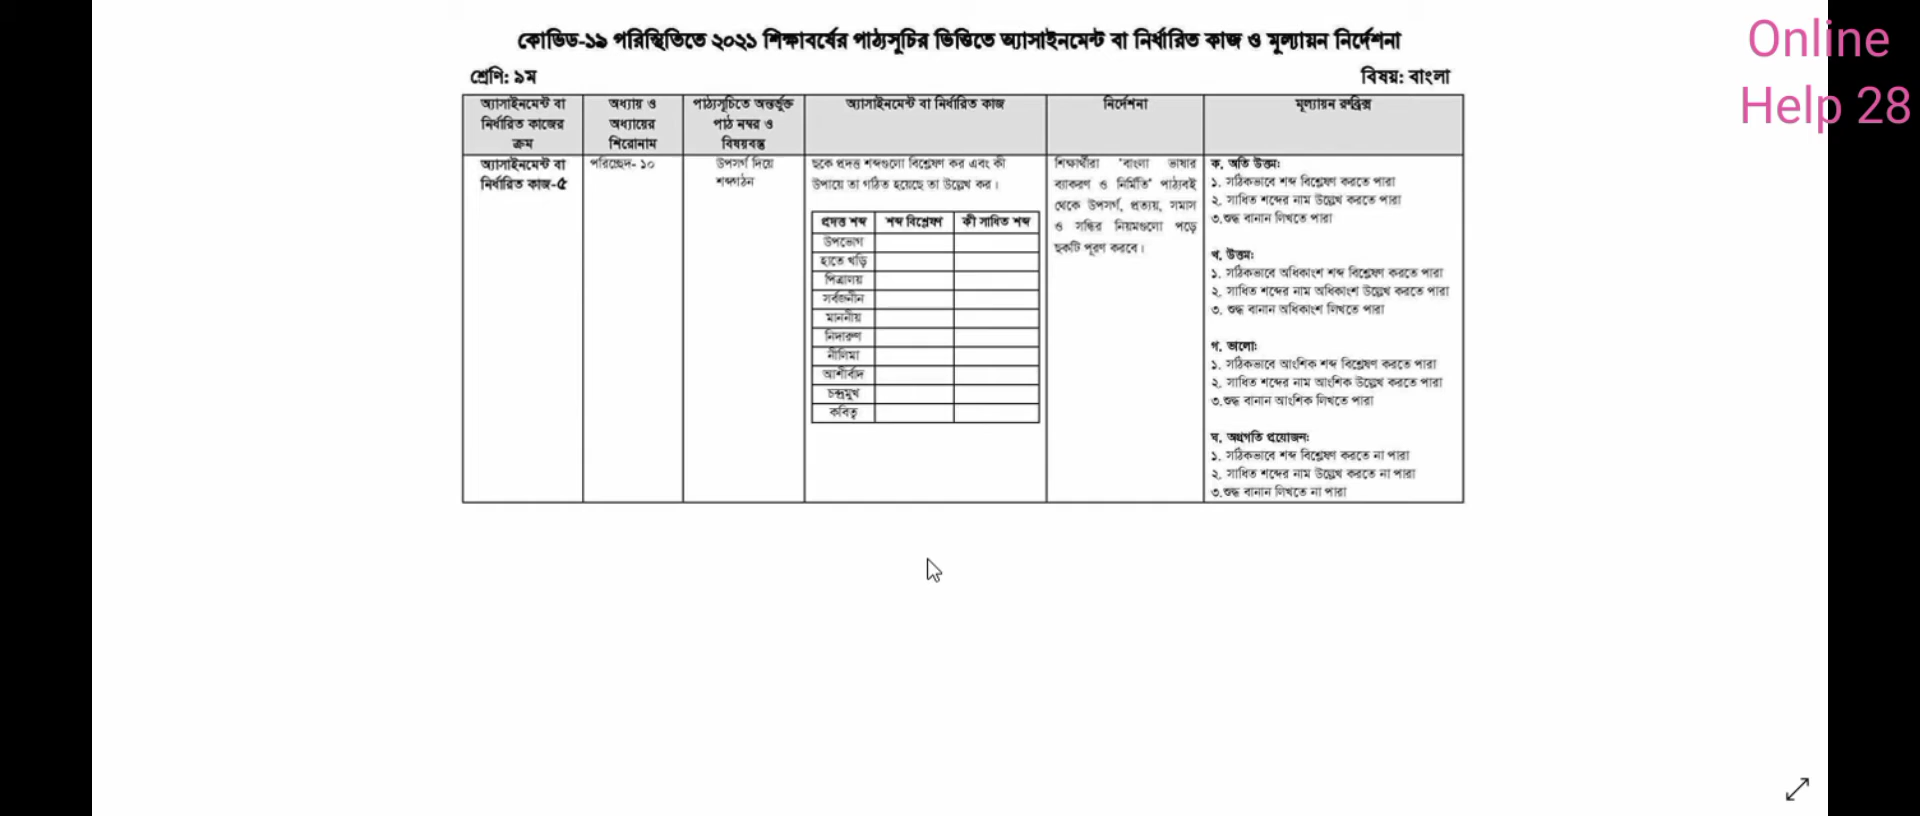 Online
Help 28
কোভিড-১৯ পরিস্থিতিতে ২০২১ শিক্ষাবর্ষের পাঠ্যসূচির ভিত্তিতে অ্যাসাইনমেন্ট বা নির্ধারিত কাজ ও মূল্যায়ন নির্দেশনা
শ্রেণি: ৯ম
বিষয়: বাংলা
অ্যাসাইনমেন্ট বা
নির্ধারিত কাজের
ক্রম
অধ্যায় ও
অধ্যায়ের
শিরোনাম
পাঠ্যসূচিতে অন্তর্ভুক্ত
পাঠ নম্বর ও
বিষয়বস্তু
অ্যাসাইনমেন্ট বা নির্ধারিত কাজ
নির্দেশনা
মূল্যায়ন রুব্রিক্স
অ্যাসাইনমেন্ট বা
নির্ধারিত কাজ-৫
পরিচ্ছেদ- ১০
উপসর্গ দিয়ে
শব্দগঠন
ছকে প্রদত্ত শব্দগুলো বিশ্লেষণ কর এবং কী
উপায়ে তা গঠিত হয়েছে তা উল্লেখ কর।
প্রদত্ত শব্দ শব্দ বিশ্লেষণ কী সাধিত শব্দ
উপভোগ
হাতে খড়ি
পিত্রালয়
সর্বজনীন
মাননীয়
নিদারুণ
নীলিমা
আশীর্বাদ
চন্দ্রমুখ
কবিত্ব
শিক্ষার্থীরা 'বাংলা ভাষার
ব্যাকরণ ও নির্মিতি' পাঠ্যবই
থেকে উপসর্গ, প্রত্যয়, সমাস
ও সন্ধির নিয়মগুলো পড়ে
ছকটি পূরণ করবে।
ক. অতি উত্তম:
১. সঠিকভাবে শব্দ বিশ্লেষণ করতে পারা
২. সাধিত শব্দের নাম উল্লেখ করতে পারা
৩.শুদ্ধ বানান লিখতে পারা
খ. উত্তম:
১. সঠিকভাবে অধিকাংশ শব্দ বিশ্লেষণ করতে পারা
২. সাধিত শব্দের নাম অধিকাংশ উল্লেখ করতে পারা
৩. শুদ্ধ বানান অধিকাংশ লিখতে পারা
গ. ভালো:
১. সঠিকভাবে আংশিক শব্দ বিশ্লেষণ করতে পারা
২. সাধিত শব্দের নাম আংশিক উল্লেখ করতে পারা
৩.শুদ্ধ বানান আংশিক লিখতে পারা
ঘ. অগ্রগতি প্রয়োজন:
১. সঠিকভাবে শব্দ বিশ্লেষণ করতে না পারা
২. সাধিত শব্দের নাম উল্লেখ করতে না পারা
৩.শুদ্ধ বানান লিখতে না পারা